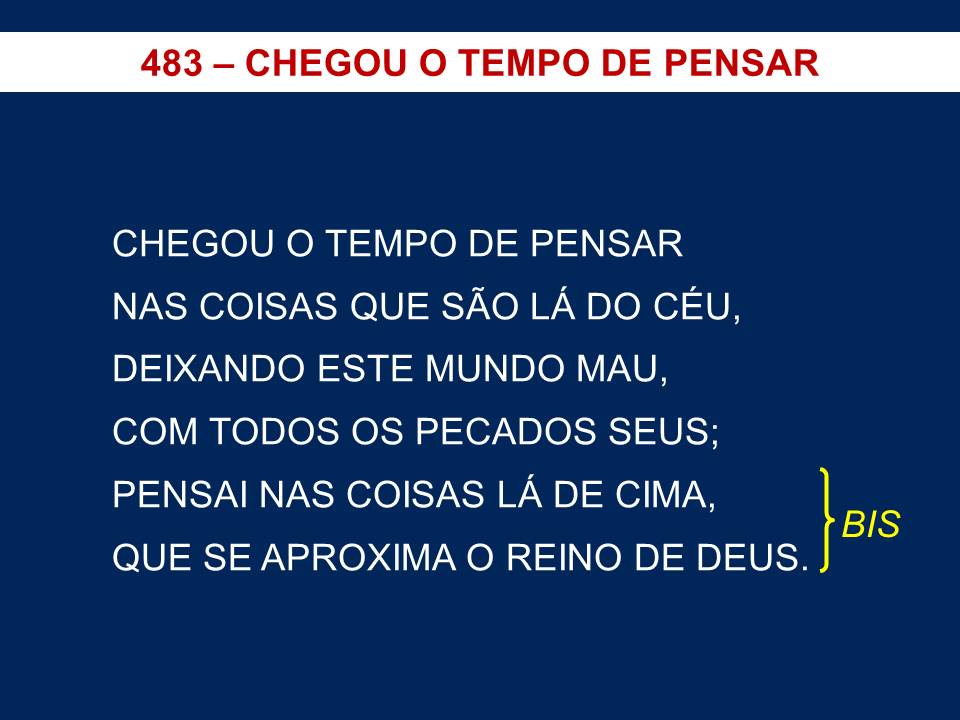 483 – CHEGOU O TEMPO DE PENSAR
CHEGOU O TEMPO DE PENSAR
NAS COISAS QUE SÃO LÁ DO CÉU,
DEIXANDO ESTE MUNDO MAU,
COM TODOS OS PECADOS SEUS;
PENSAI NAS COISAS LÁ DE CIMA,
QUE SE APROXIMA O REINO DE DEUS.
BIS